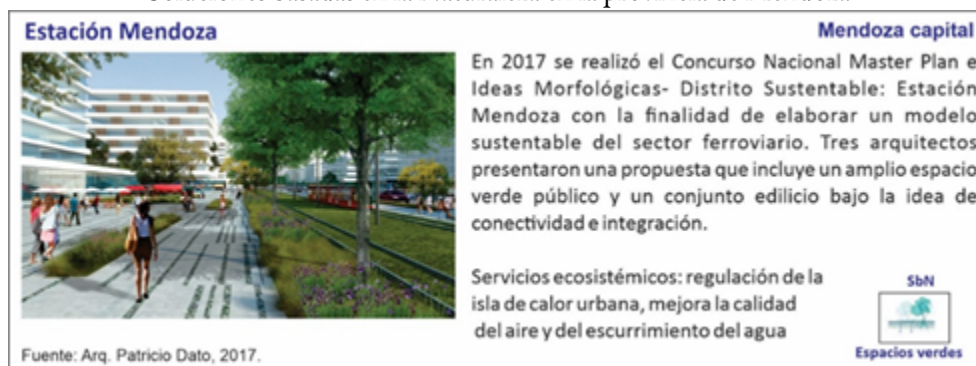 Estación Mendoza
Mendoza capital
En 2017 se realizó el Concurso Nacional Master Plan e
Ideas Morfológicas- Distrito Sustentable: Estación
Mendoza con la finalidad de elaborar un modelo
sustentable del sector ferroviario. Tres arquitectos
presentaron una propuesta que incluye un amplio espacio
verde público y un conjunto edilicio bajo la idea de
conectividad e integración.
Servicios ecosistémicos: regulación de la
isla de calor urbana, mejora la calidad
del aire y del escurrimiento del agua
SbN
Espacios verdes
Fuente: Arq. Patricio Dato, 2017.